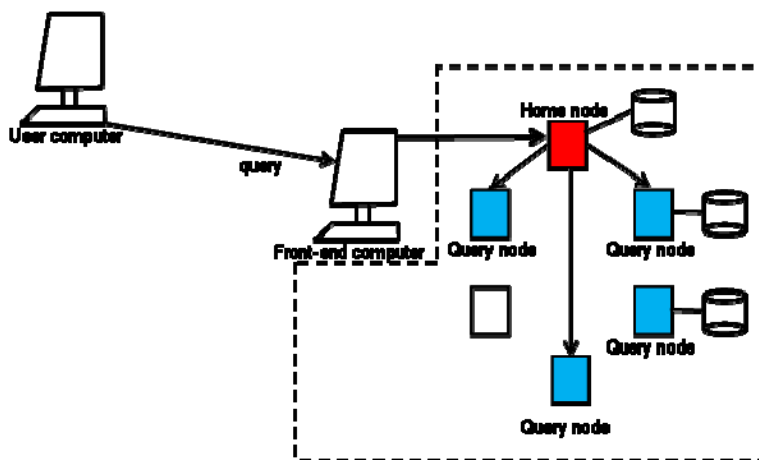 Home node
User computer
query
Front-end computer
Query node
Query node
Query node
Query node